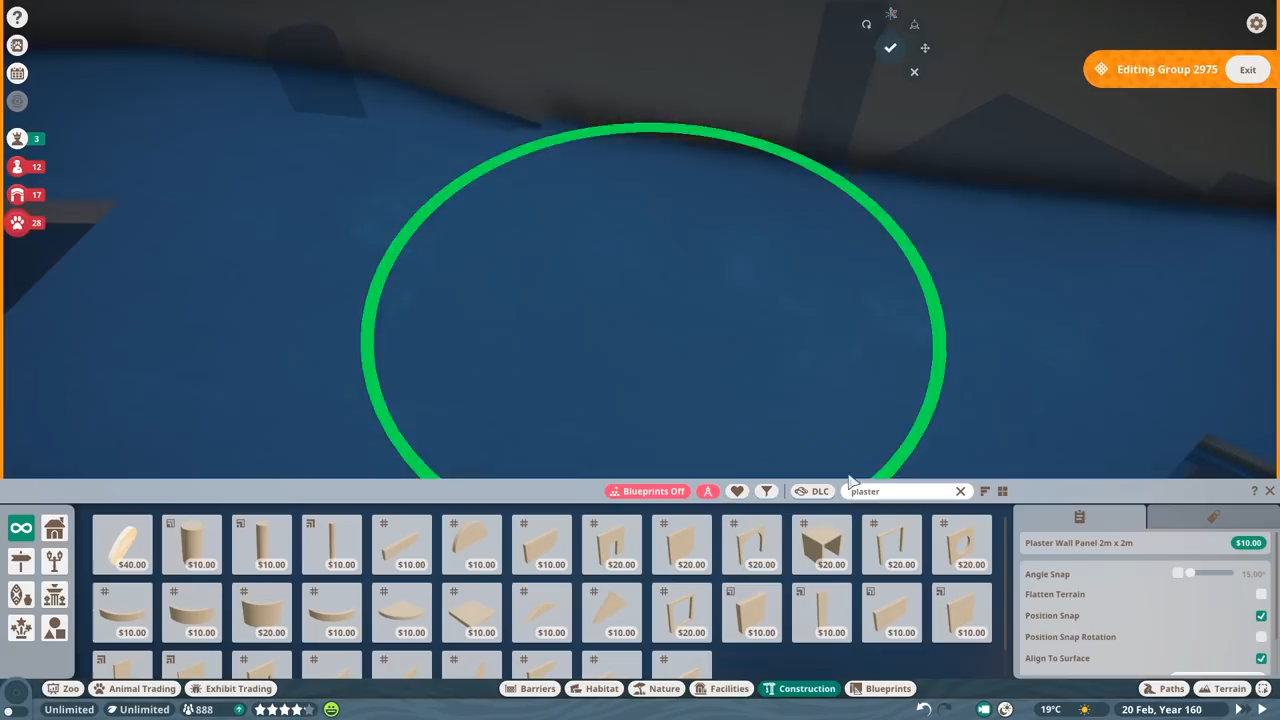 ?
Editing Group 2975
Exit
3
12
17
28
Blueprints Off
DLC
plaster
?
$40.00
$10.00
$10.00
$10.00
$10.00
$10.00
$10.00
$20.00
$20.00
$20.00
$20.00
$20.00
$20.00
$10.00
$10.00
$20.00
$10.00
$10.00
$10.00
$10.00
$10.00
$20.00
$10.00
$10.00
$10.00
$10.00
Plaster Wall Panel 2m x 2m
$10.00
Angle Snap
15.00°
Flatten Terrain
Position Snap
Position Snap Rotation
Align To Surface
Zoo
Animal Trading
Exhibit Trading
Barriers
Habitat
Nature
Facilities
Construction
Blueprints
Paths
Terrain
Unlimited
Unlimited
888
19°C
20 Feb, Year 160